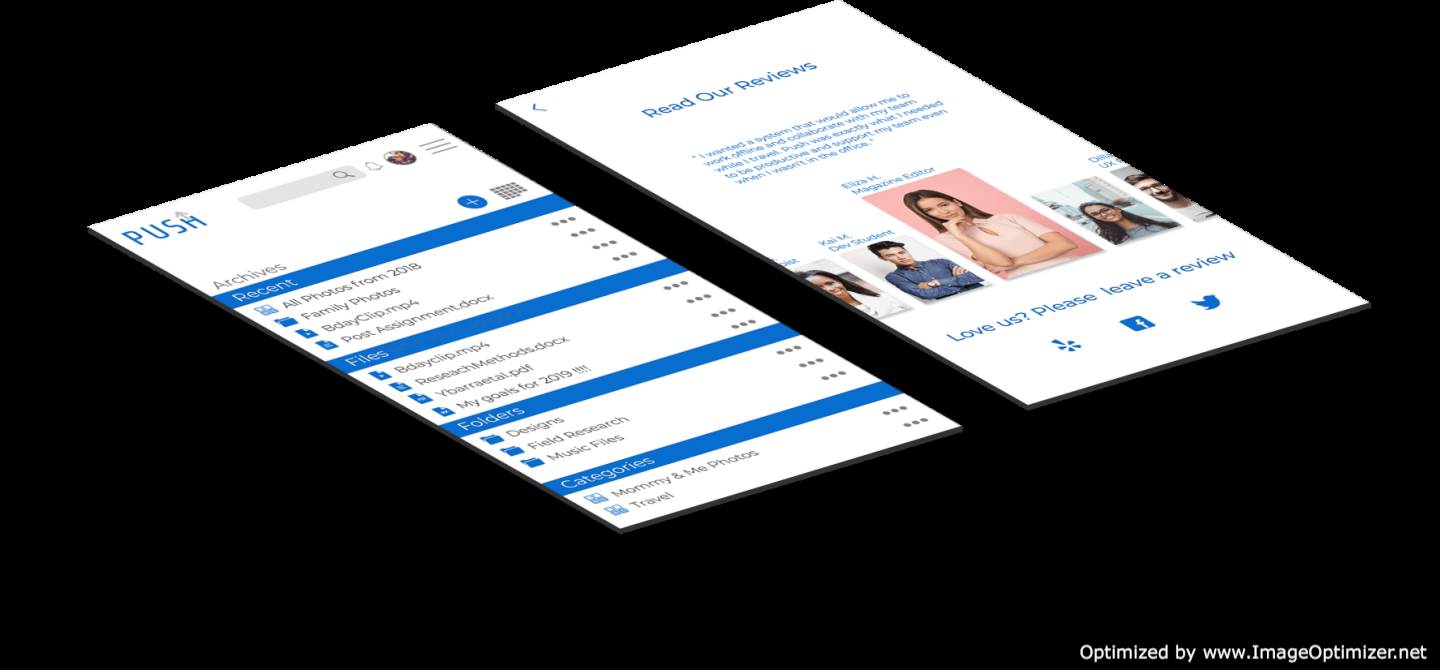 PUSH
Archives
Recent
All Photos from 2018
Family Photos
BdayClip.mp4
Post Assignment.docx
Files
Bdayclip.mp4
ReseachMethods.docx
Ybarraetal.pdf
My goals for 2019 !!!!
Folders
Designs
Field Research
Music Files
Categories
Mommy & Me Photos
Travel
Read Our Reviews
" I wanted a system that would allow me to
work offline and collaborate with my team
while I travel. Push was exactly what I needed
to be productive and support my team even
when I wasn't in the office."
Eliza H.
Magazine Editor
Kai M.
Dev Student
UX
Love us? Please leave a review
Optimized by www.ImageOptimizer.net